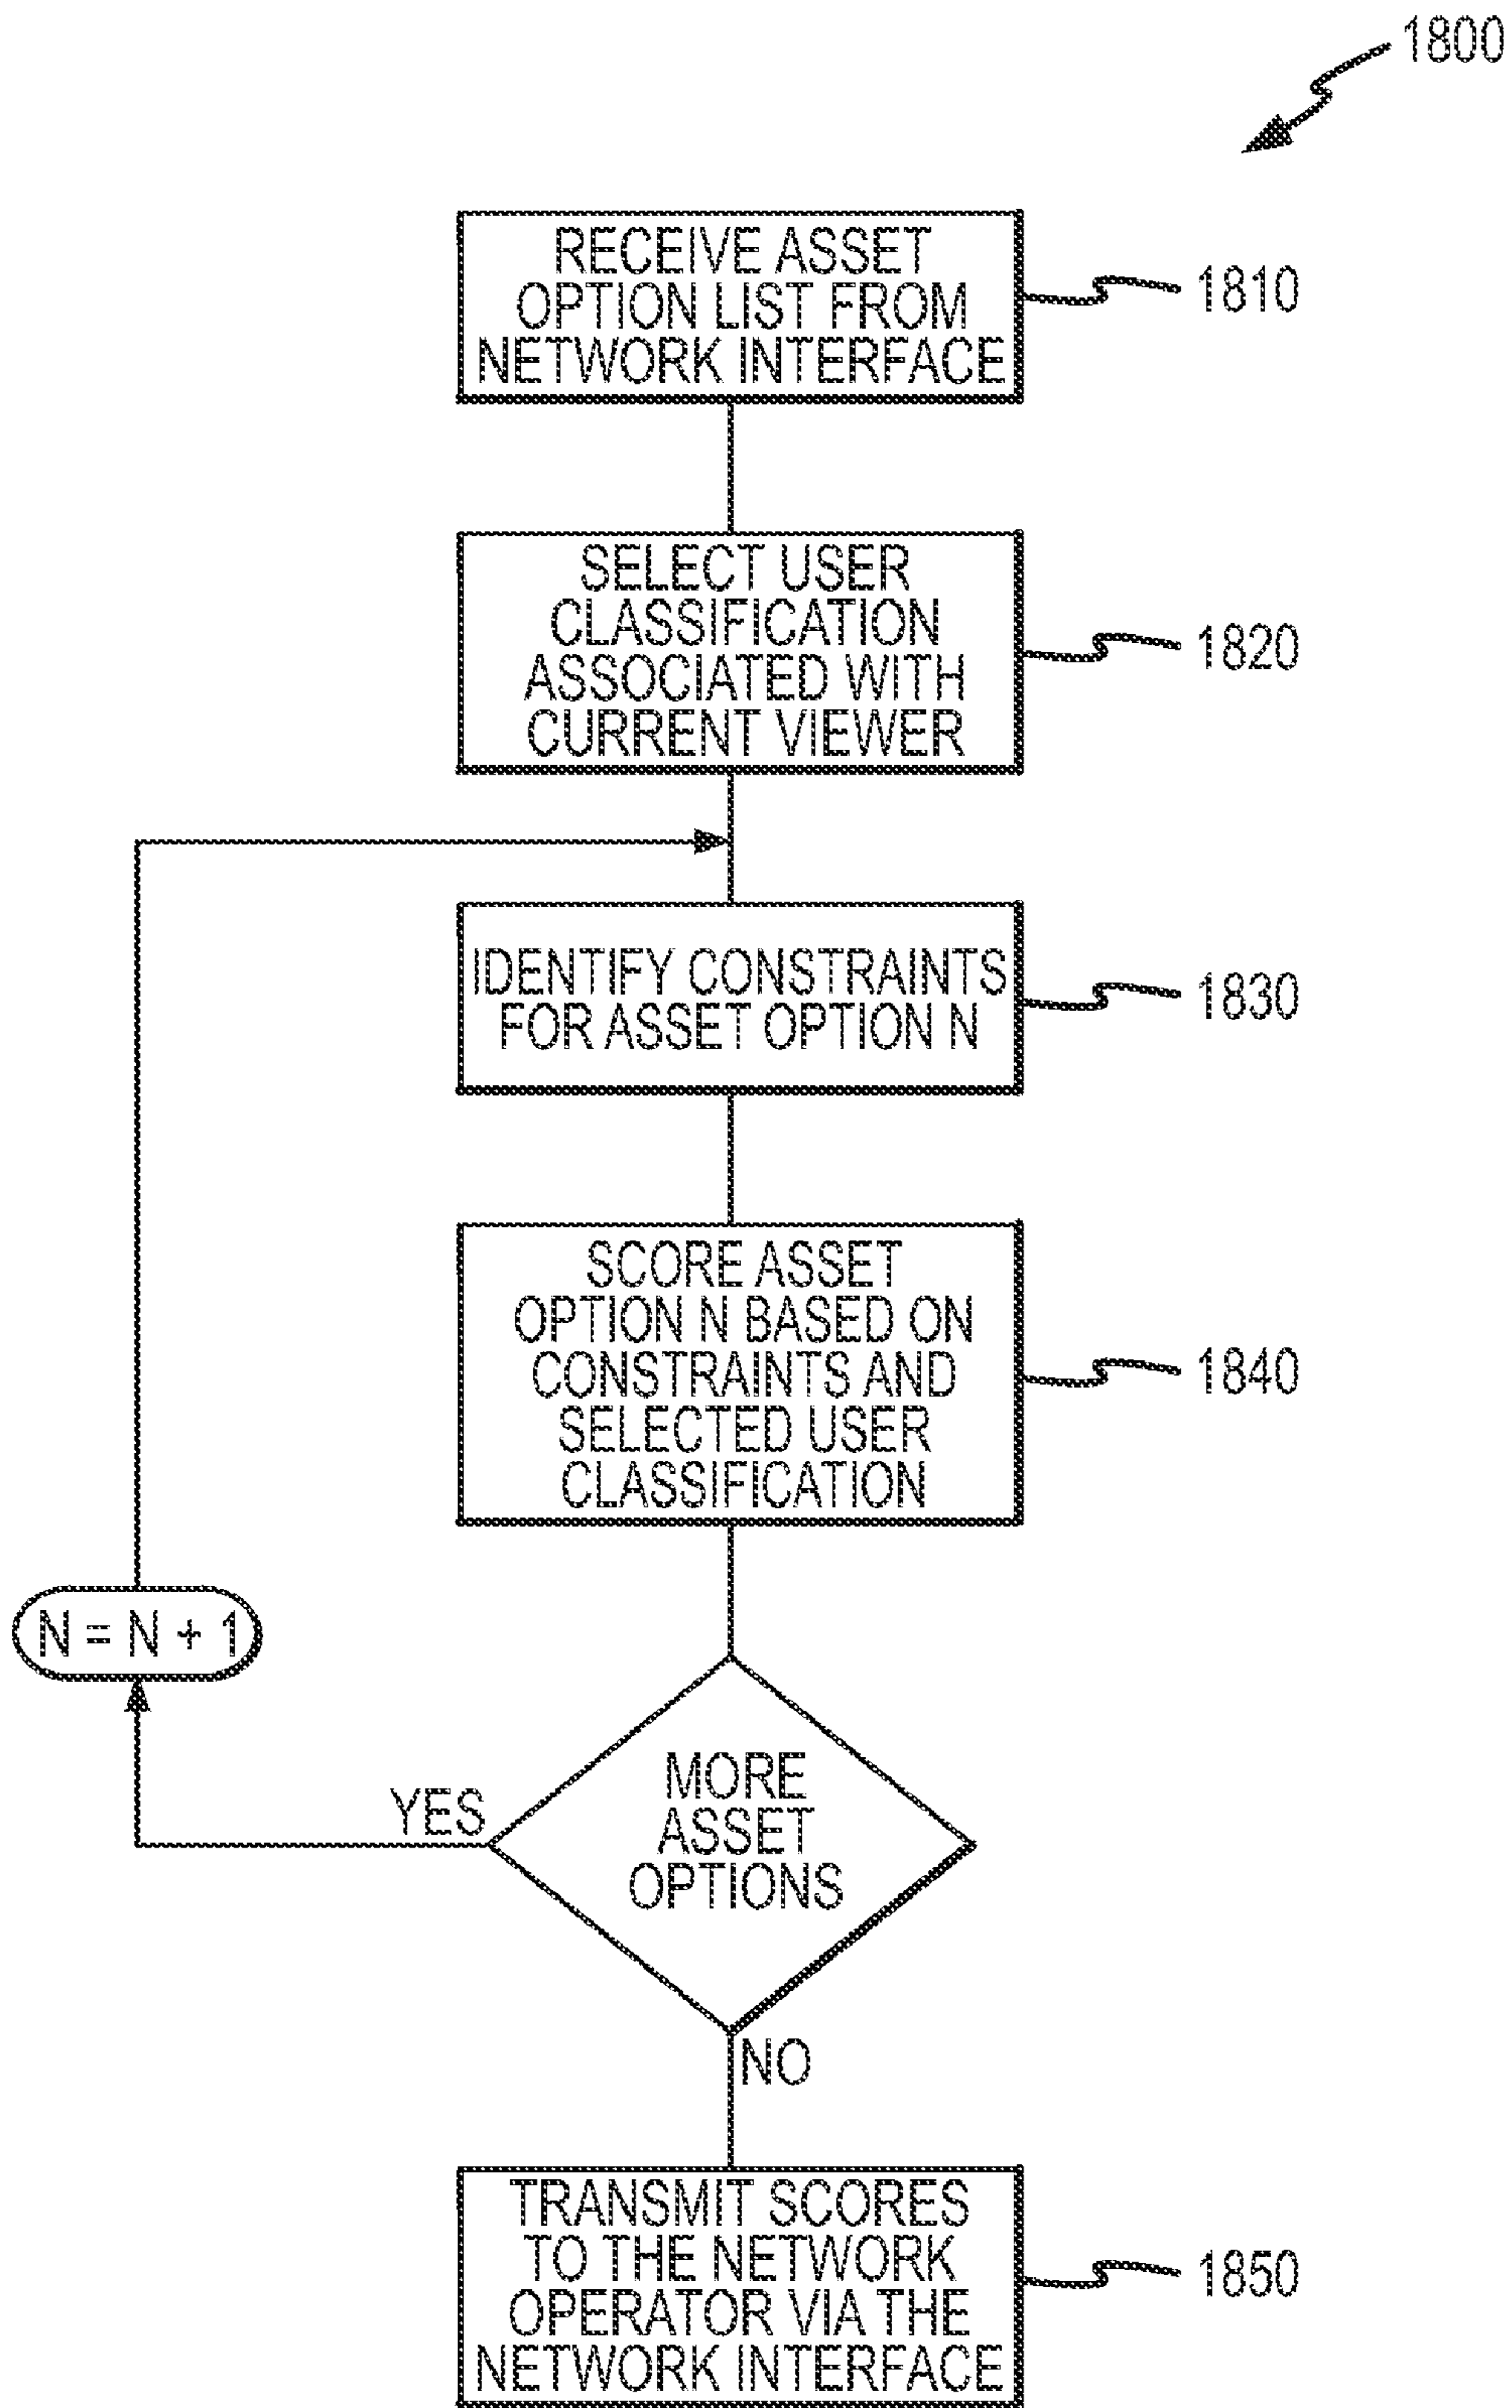 1800
RECEIVE ASSET
OPTION LIST FROM
NETWORK INTERFACE
1810
SELECT USER
CLASSIFICATION
ASSOCIATED WITH
CURRENT VIEWER
1820
IDENTIFY CONSTRAINTS
FOR ASSET OPTION N
1830
SCORE ASSET
OPTION N BASED ON
CONSTRAINTS AND
SELECTED USER
CLASSIFICATION
1840
N = N + 1
YES
MORE
ASSET
OPTIONS
NO
TRANSMIT SCORES
TO THE NETWORK
OPERATOR VIA THE
NETWORK INTERFACE
1850